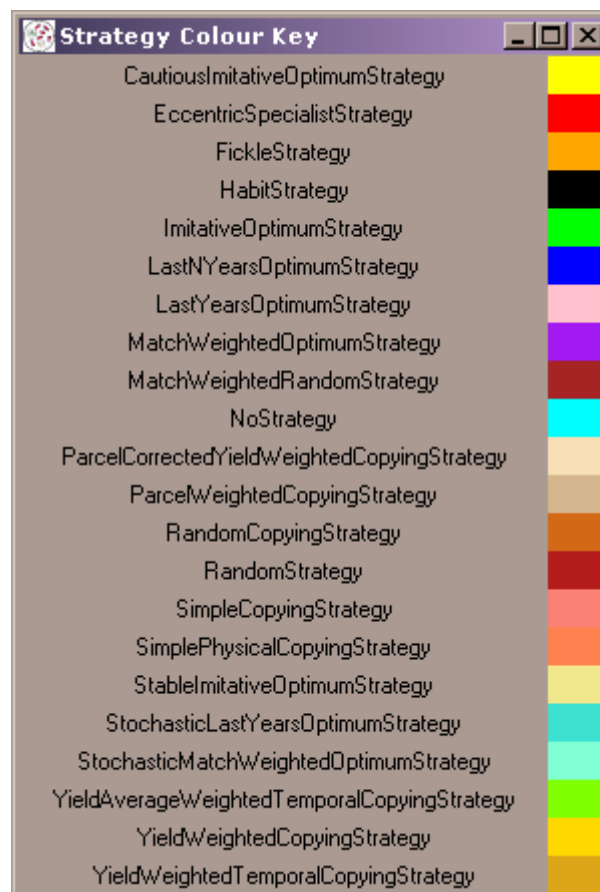 Strategy Colour Key
CautiousImitativeOptimumStrategy
EccentricSpecialistStrategy
FickleStrategy
HabitStrategy
ImitativeOptimumStrategy
LastNYearsOptimumStrategy
LastYearsOptimumStrategy
MatchWeightedOptimumStrategy
MatchWeightedRandomStrategy
NoStrategy
ParcelCorrectedYieldWeightedCopyingStrategy
ParcelWeightedCopyingStrategy
RandomCopyingStrategy
RandomStrategy
SimpleCopyingStrategy
SimplePhysicalCopyingStrategy
StableImitativeOptimumStrategy
StochasticLastYearsOptimumStrategy
StochasticMatchWeightedOptimumStrategy
YieldAverageWeightedTemporalCopyingStrategy
YieldWeightedCopyingStrategy
YieldWeightedTemporalCopyingStrategy